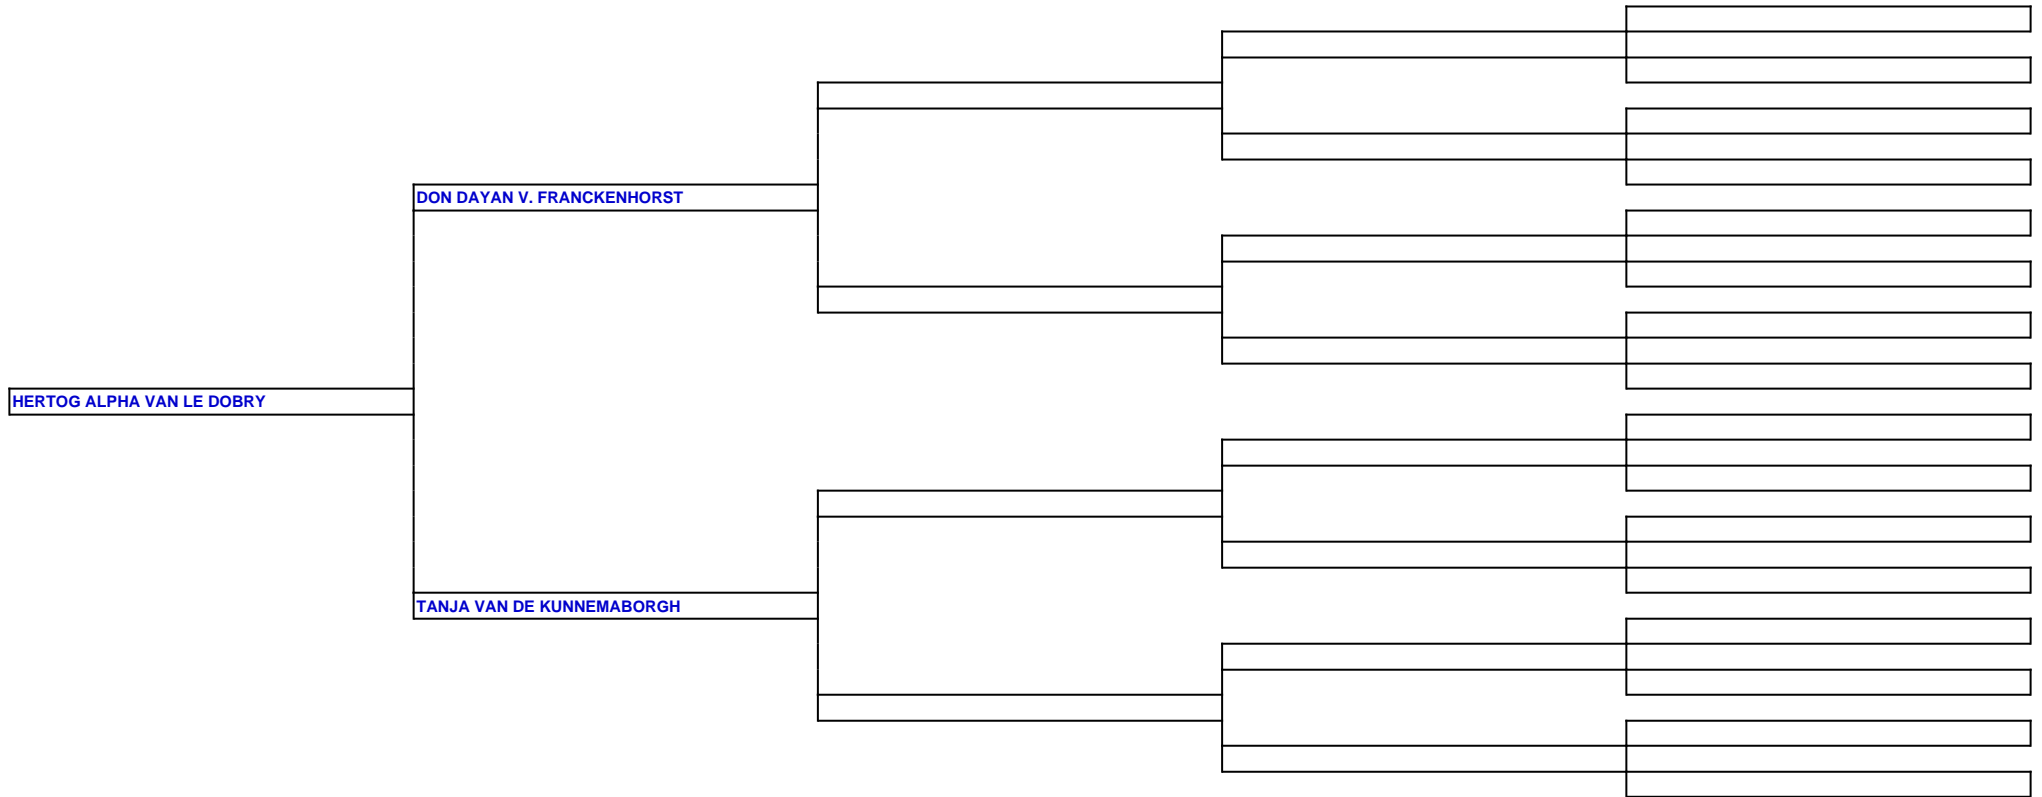 DON DAYAN V. FRANCKENHORST
HERTOG ALPHA VAN LE DOBRY
TANJA VAN DE KUNNEMABORGH